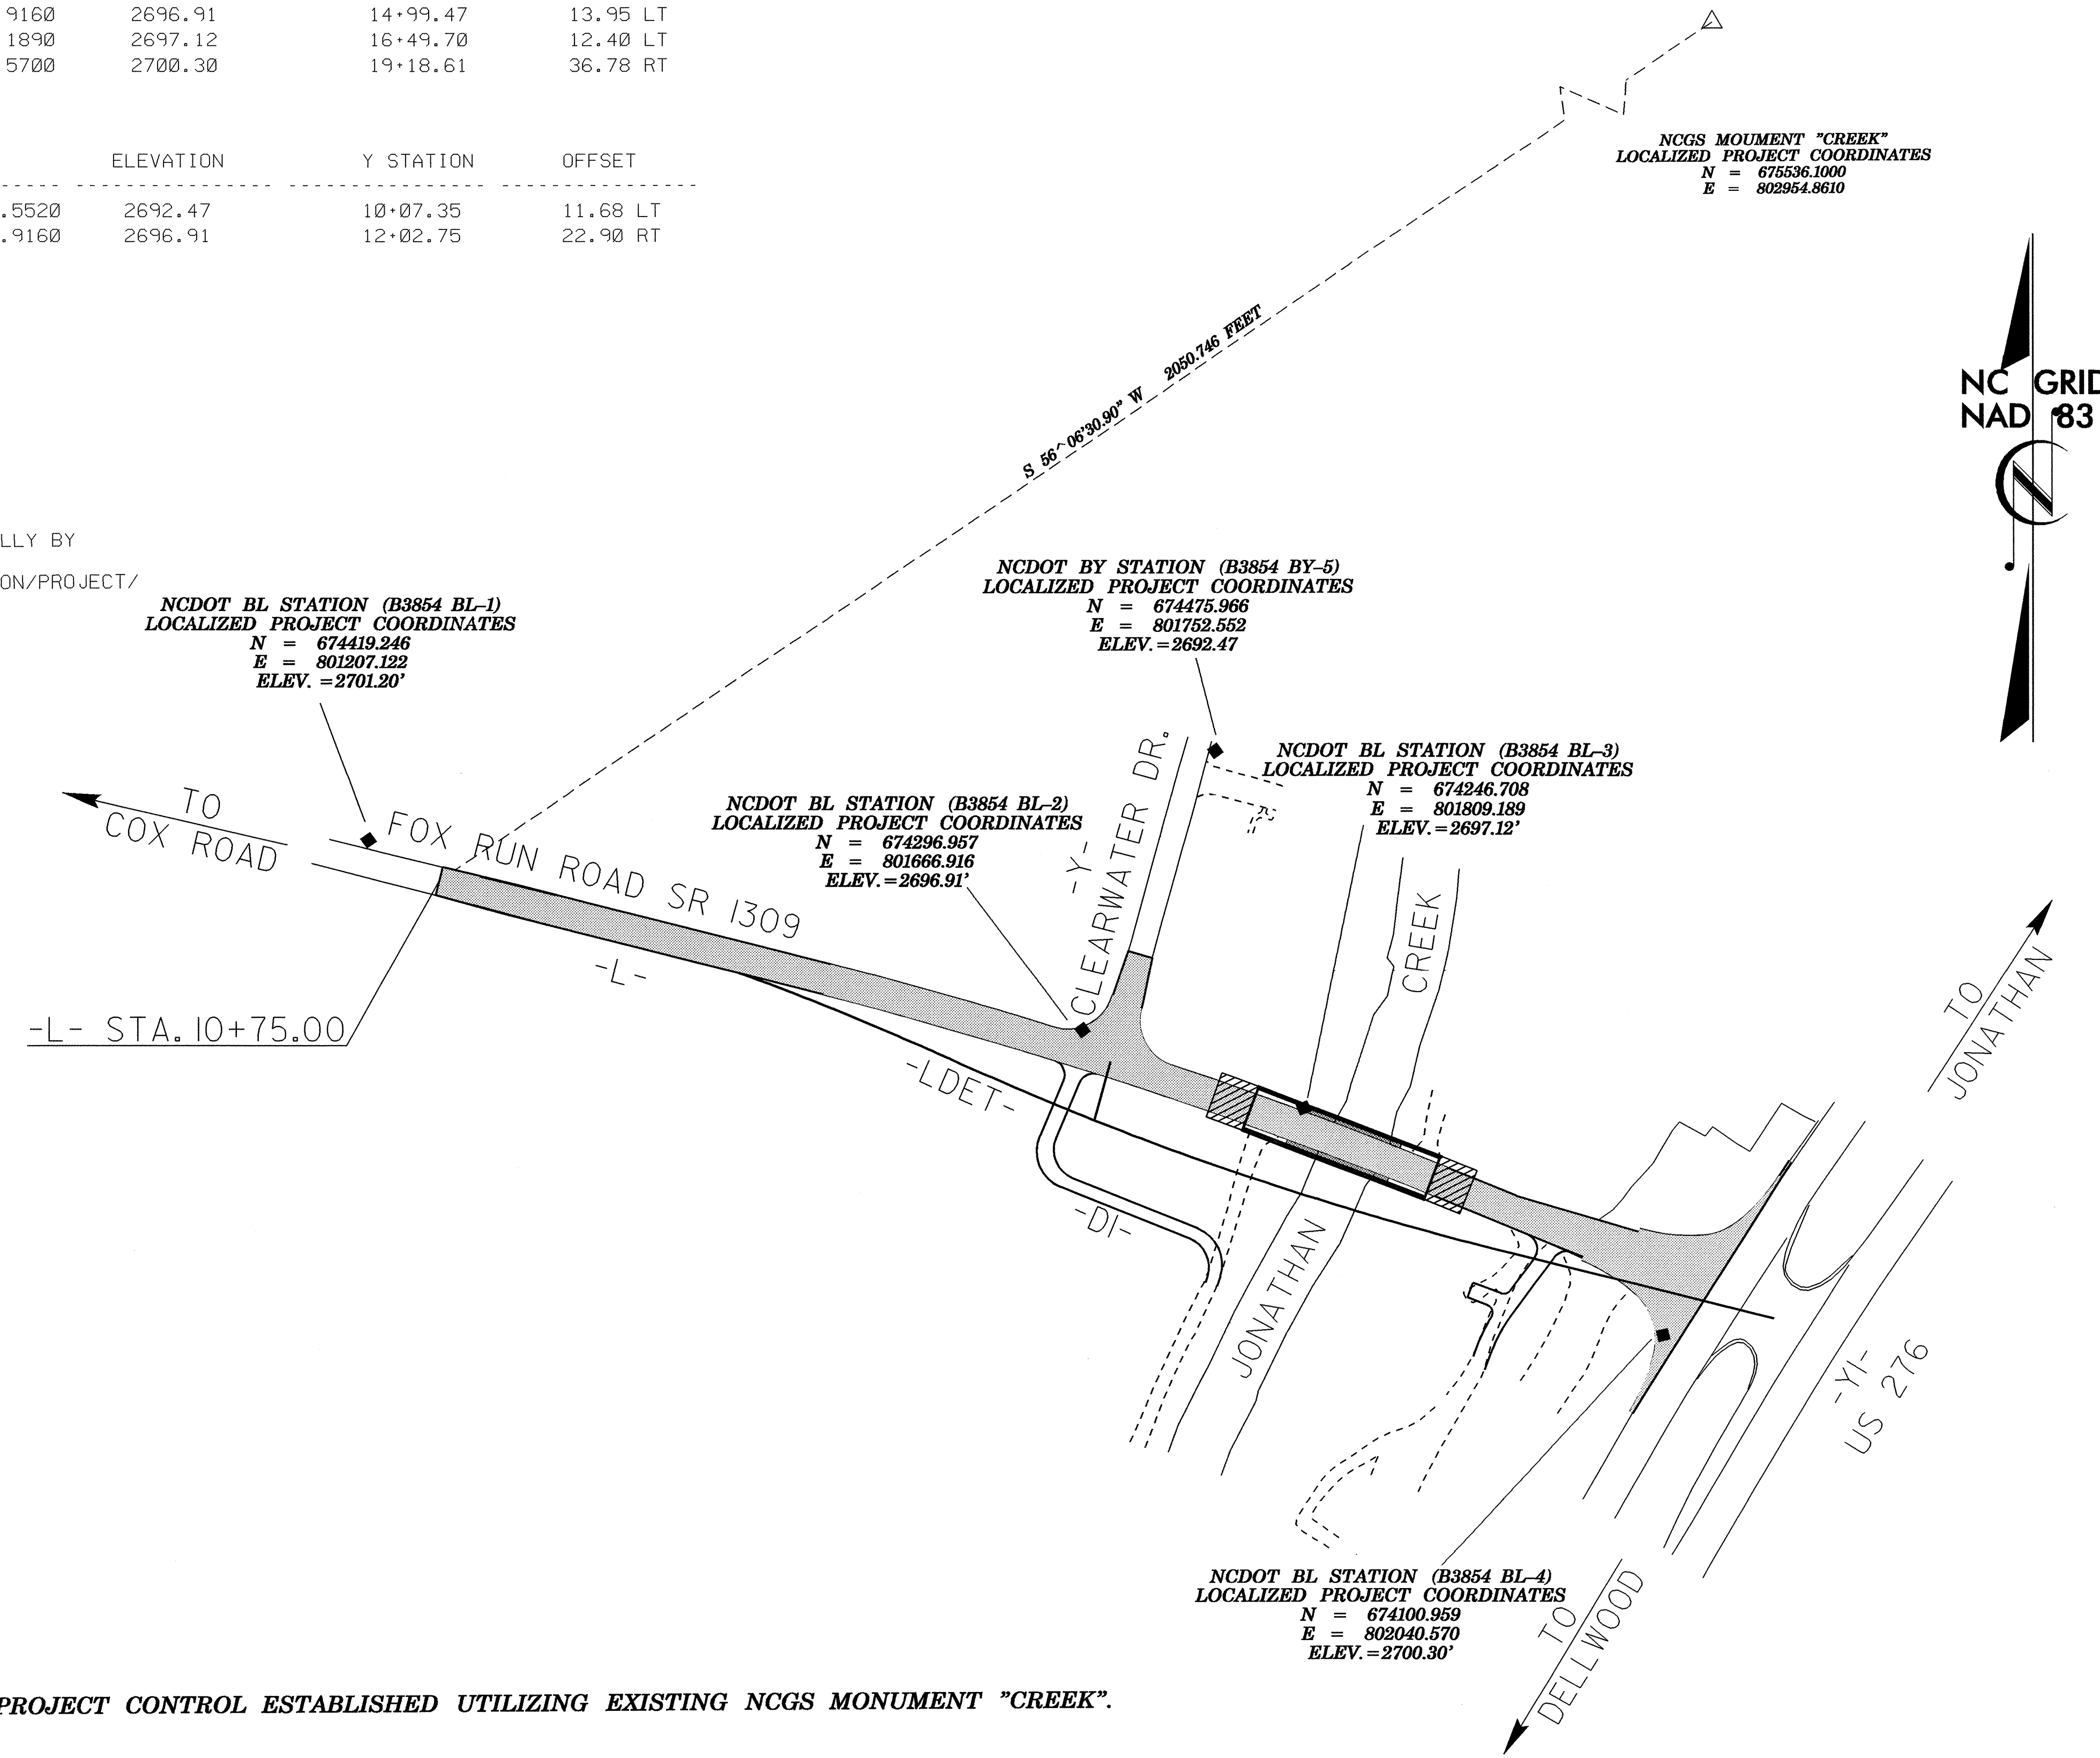 9160 2696.91 14+99.47 13.95 LT
1890 2697.12 16+49.70 12.40 LT
5700 2700.30 19+18.61 36.78 RT
ELEVATION Y STATION OFFSET
.5520 2692.47 10+07.35 11.68 LT
.9160 2696.91 12+02.75 22.90 RT
NCGS MOUMENT "CREEK"
LOCALIZED PROJECT COORDINATES
N = 675536.1000
E = 802954.8610
NC GRID
NAD 83
N
S 56^06'30.90" W 2050.746 FEET
LLY BY
ON/PROJECT/
NCDOT BL STATION (B3854 BL-1)
LOCALIZED PROJECT COORDINATES
N = 674419.246
E = 801207.122
ELEV. =2701.20'
NCDOT BY STATION (B3854 BY-5)
LOCALIZED PROJECT COORDINATES
N = 674475.966
E = 801752.552
ELEV.=2692.47
NCDOT BL STATION (B3854 BL-3)
LOCALIZED PROJECT COORDINATES
N = 674246.708
E = 801809.189
ELEV.=2697.12'
NCDOT BL STATION (B3854 BL-2)
LOCALIZED PROJECT COORDINATES
N = 674296.957
E = 801666.916
ELEV.=2696.91'
TO
COX ROAD
FOX RUN ROAD SR 1309
-Y-
CLEARWATER DR.
CREEK
-L-
-L- STA. 10+75.00
-LDET-
-D1-
JONATHAN
TO
JONATHAN
-Y1-
US 276
NCDOT BL STATION (B3854 BL-4)
LOCALIZED PROJECT COORDINATES
N = 674100.959
E = 802040.570
ELEV.=2700.30'
TO
DELLWOOD
PROJECT CONTROL ESTABLISHED UTILIZING EXISTING NCGS MONUMENT "CREEK".